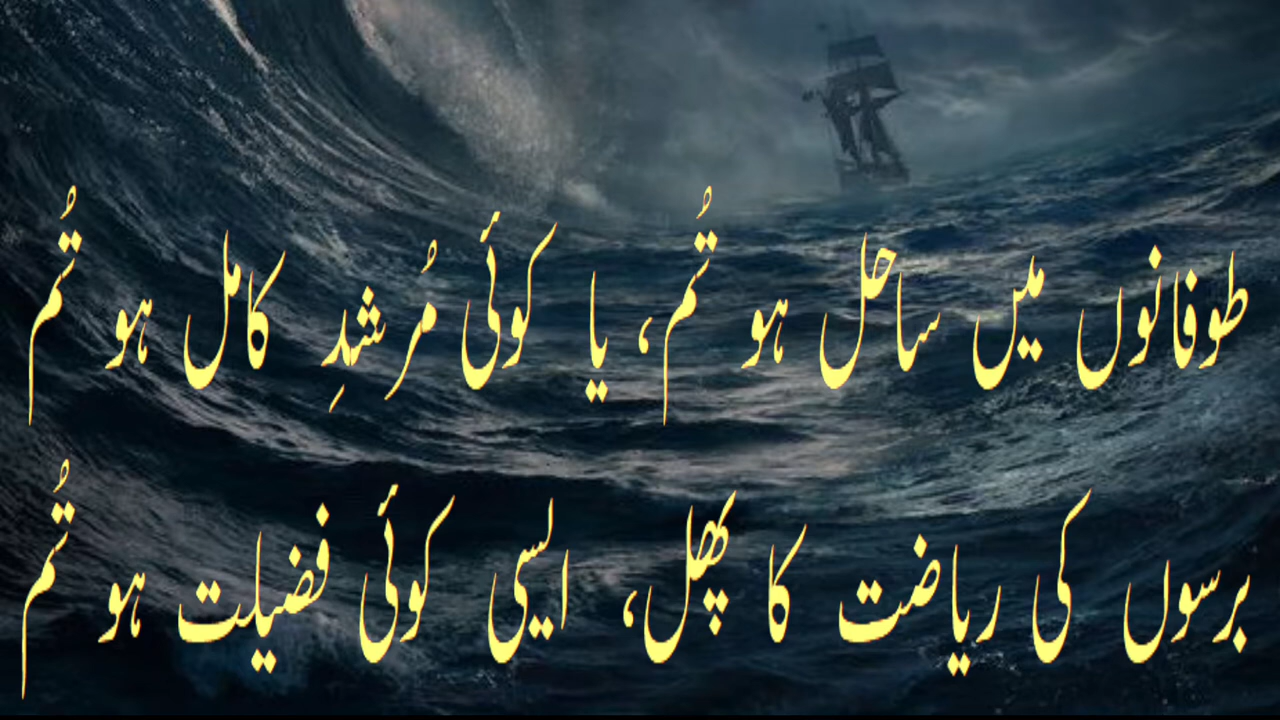 طوفانوں میں ساحل ہو تُم، یا کوئی مُرشدِ کامل ہو تُم
برسوں کی ریاضت کا پھل، ایسی کوئی فضیلت ہو تُم